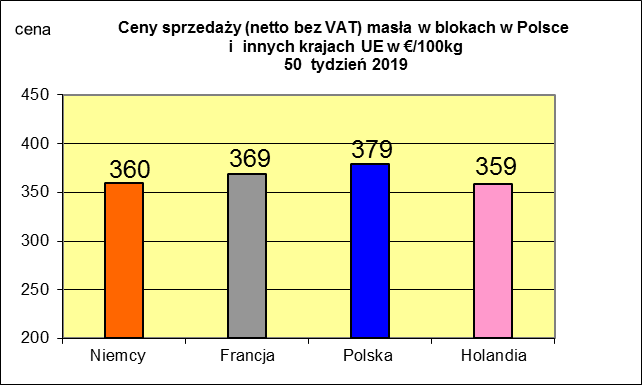 cena
Ceny sprzedaży (netto bez VAT) masła w blokach w Polsce
i innych krajach UE w €/100kg
50 tydzień 2019
450
400
350
300
250
200
360
369
379
359
Niemcy
Francja
Polska
Holandia